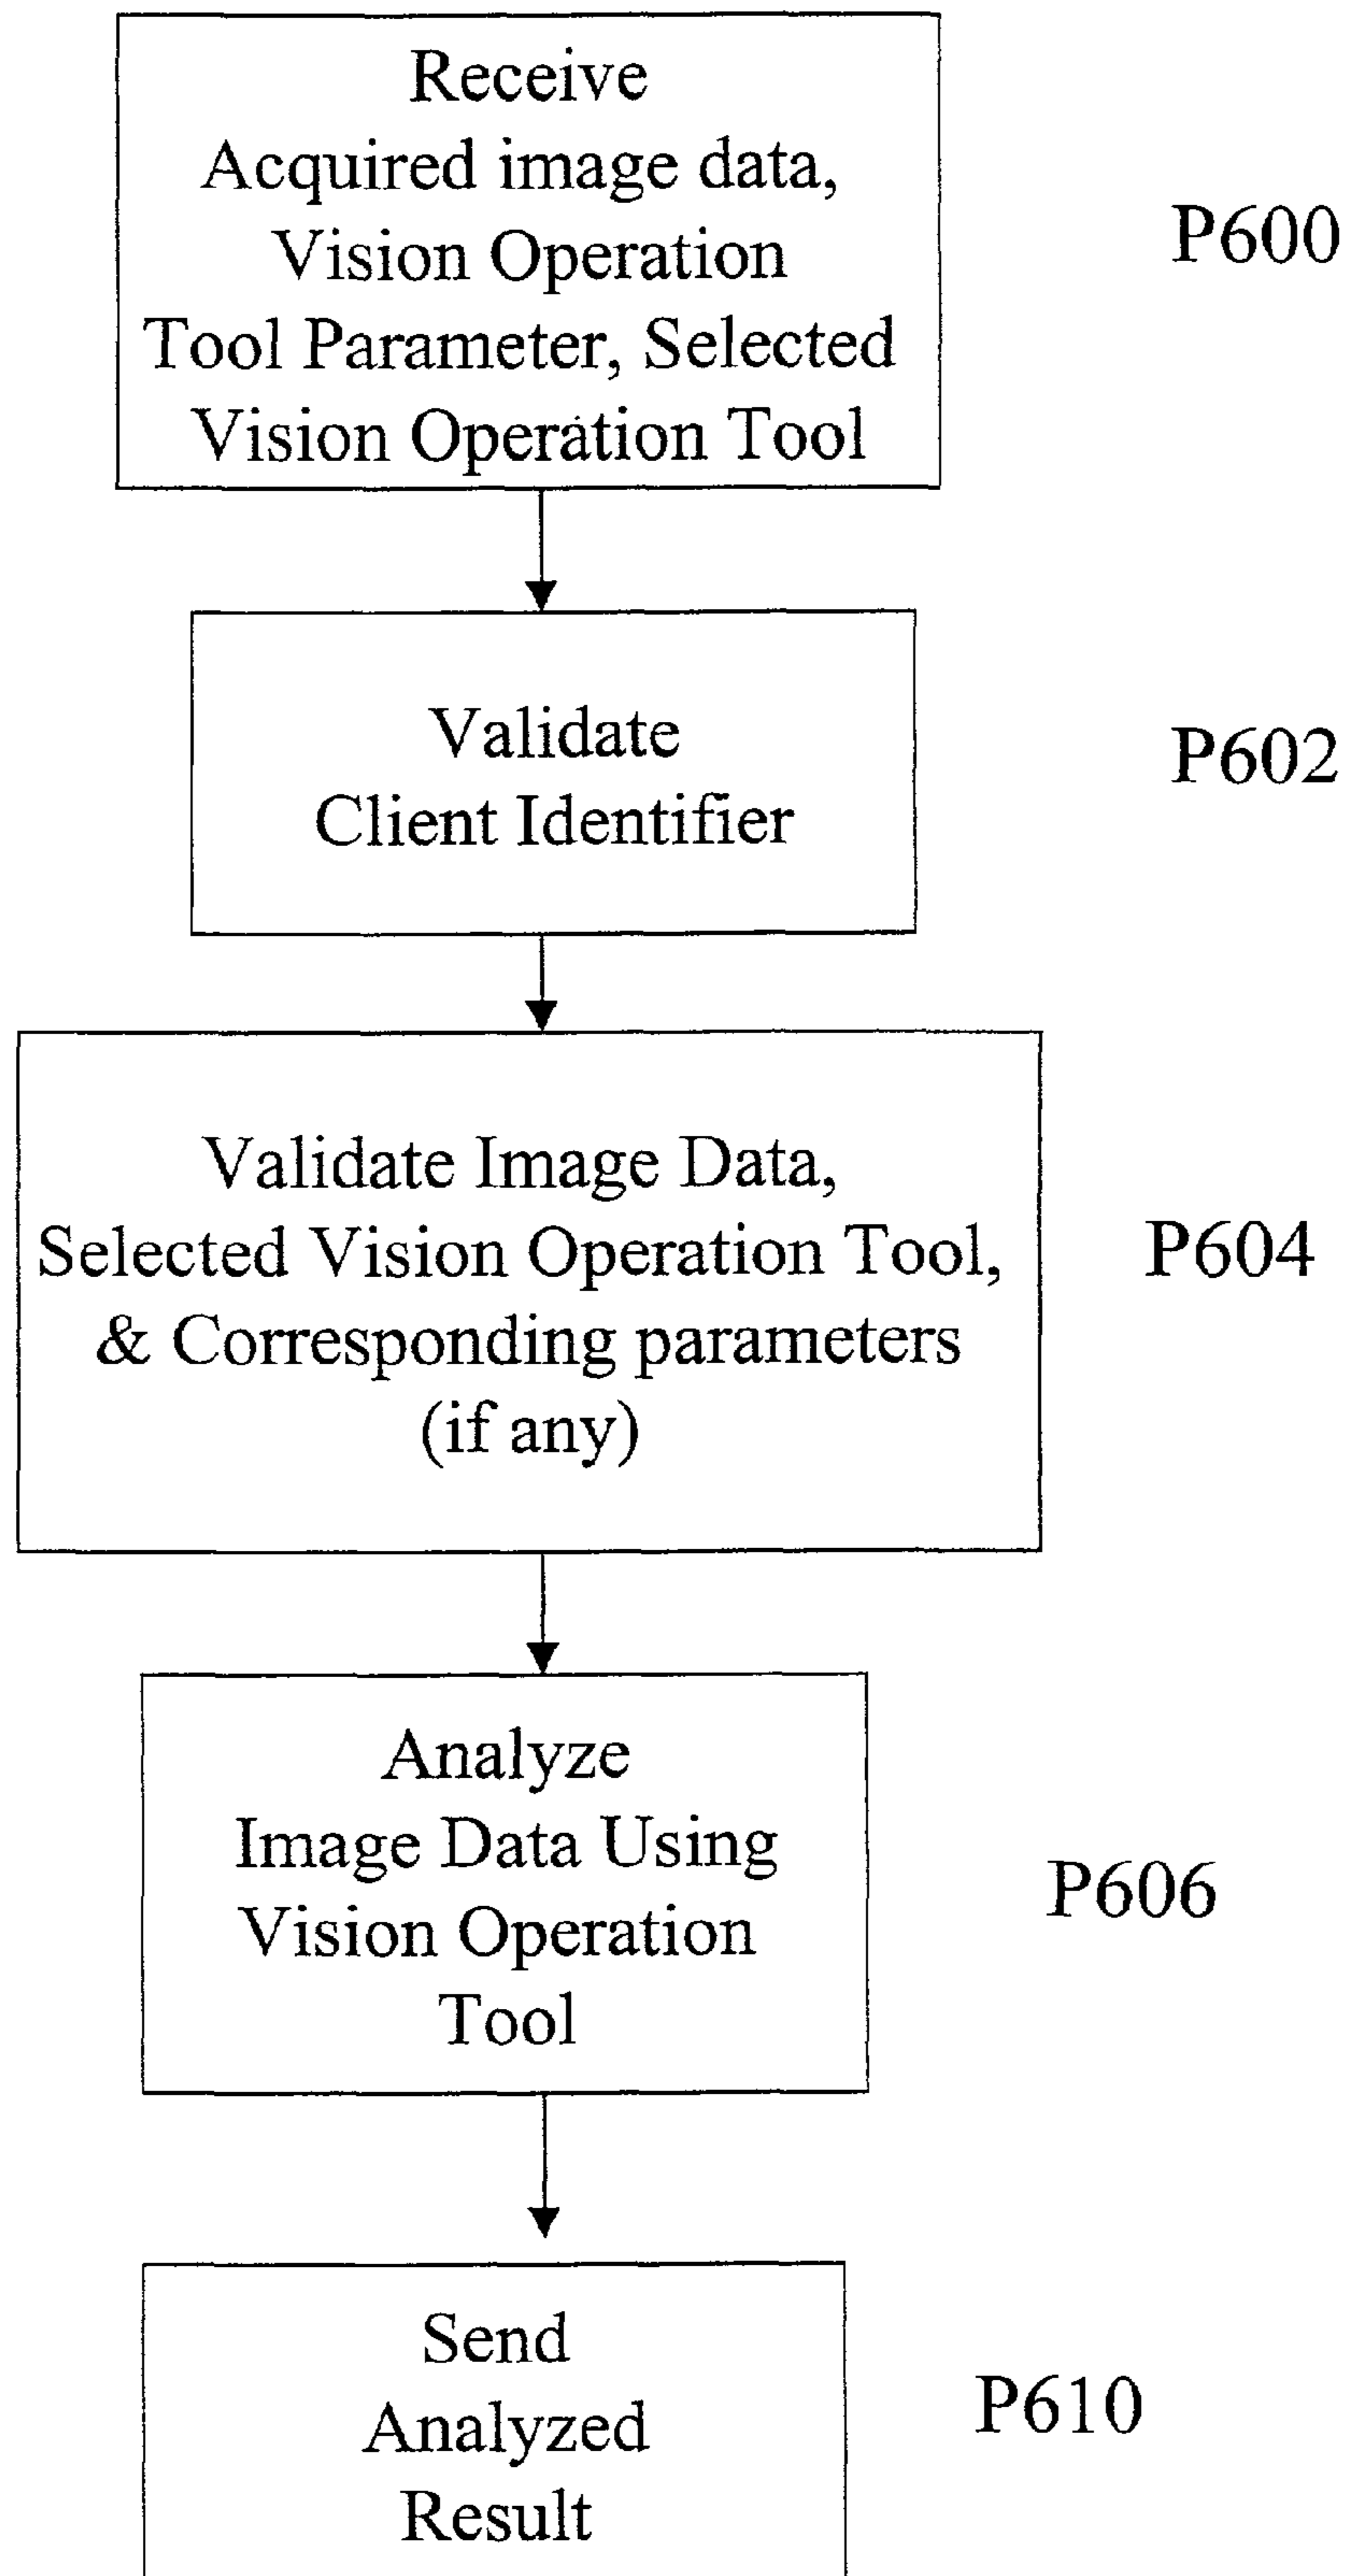 Receive
Acquired image data,
Vision Operation
Tool Parameter, Selected
Vision Operation Tool
P600
Validate
Client Identifier
P602
Validate Image Data,
Selected Vision Operation Tool,
& Corresponding parameters
(if any)
P604
Analyze
Image Data Using
Vision Operation
Tool
P606
Send
Analyzed
Result
P610